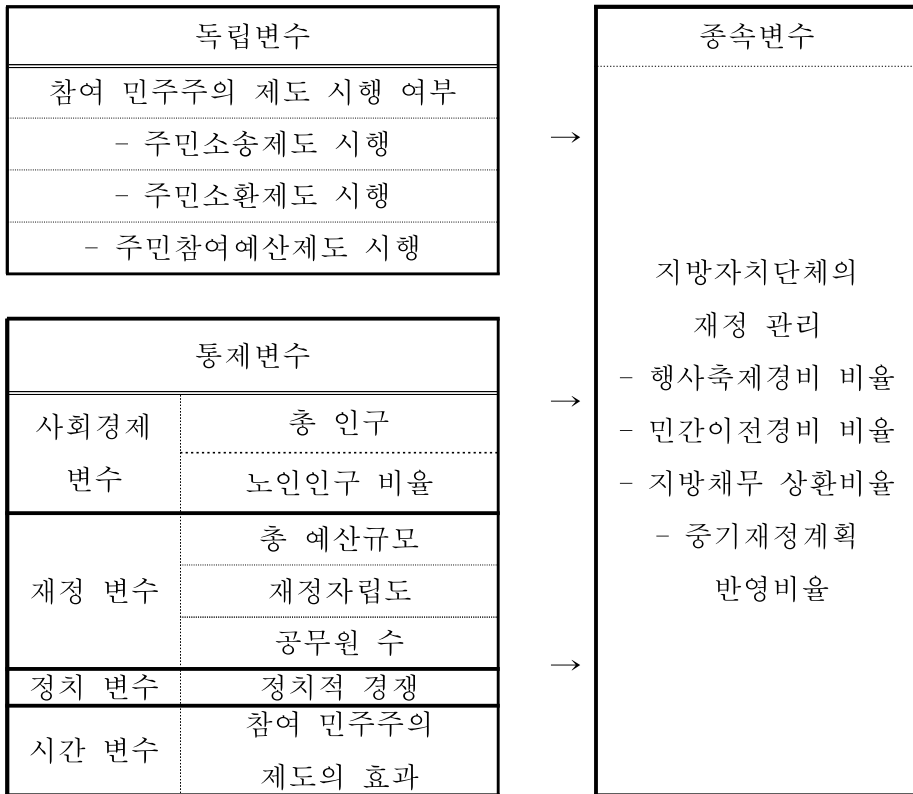 독립변수
참여 민주주의 제도 시행 여부
- 주민소송제도 시행
- 주민소환제도 시행
- 주민참여예산제도 시행
통제변수
사회경제
변수
총 인구
노인인구 비율
재정 변수
총 예산규모
재정자립도
공무원 수
정치 변수
정치적 경쟁
시간 변수
참여 민주주의
제도의 효과
→
→
→
종속변수
지방자치단체의
재정 관리
- 행사축제경비 비율
- 민간이전경비 비율
- 지방채무 상환비율
- 중기재정계획
반영비율